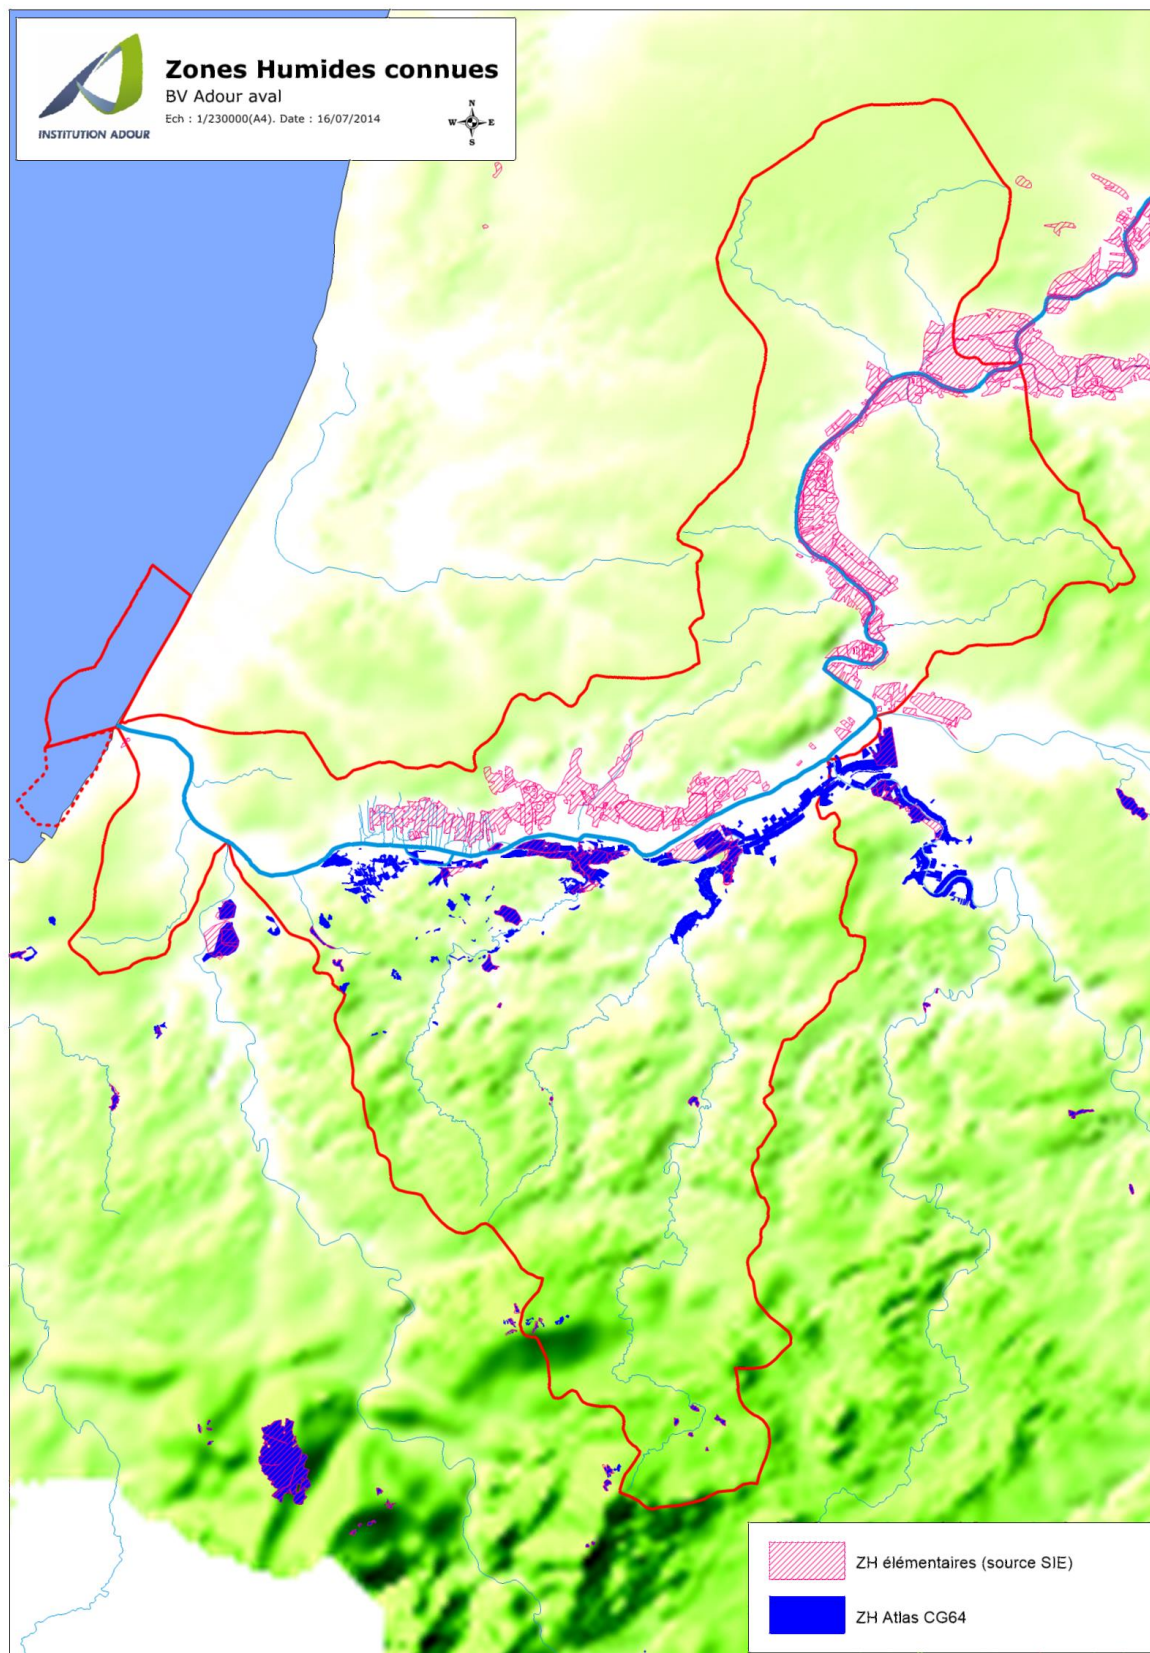 Zones Humides connues
BV Adour aval
Ech : 1/230000(A4). Date : 16/07/2014
INSTITUTION ADOUR
N
W E
S
ZH élémentaires (source SIE)
ZH Atlas CG64